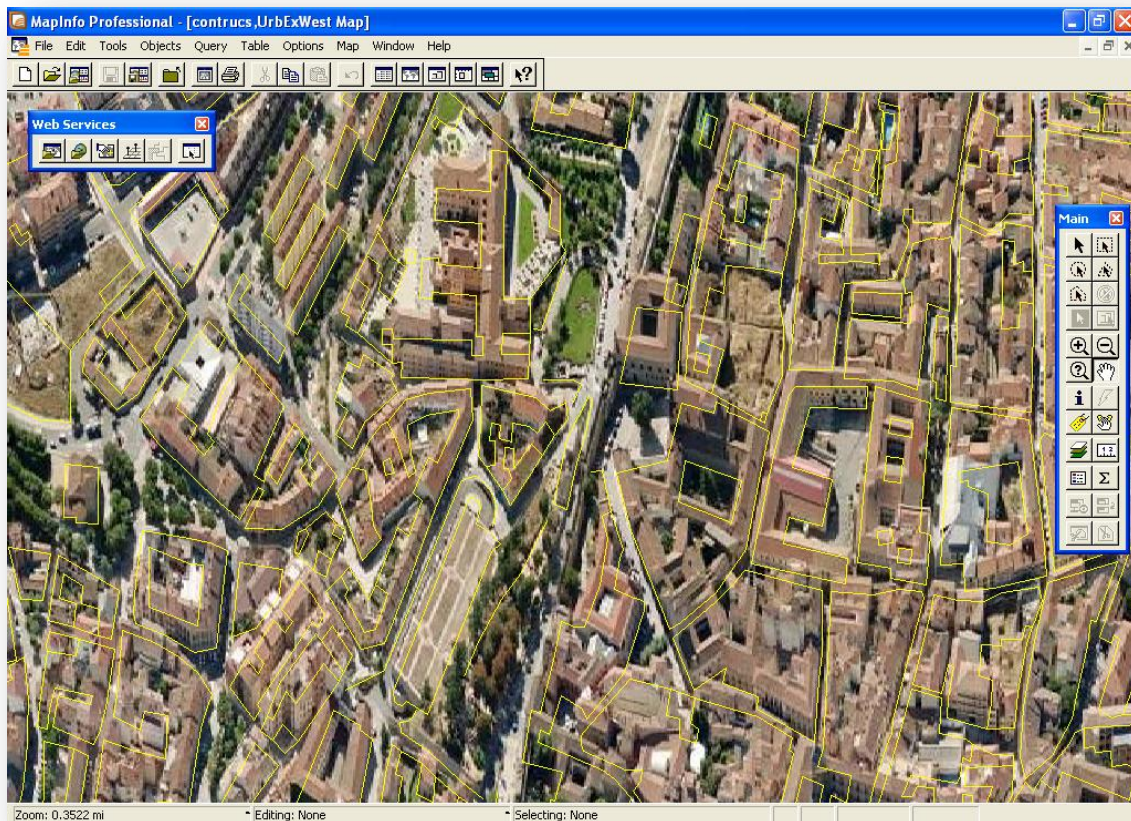 MapInfo Professional - [contrucs,UrbExWest Map]
File Edit Tools Objects Query Table Options Map Window Help
Web Services
Main
Zoom: 0.3522 mi
Editing: None
Selecting: None